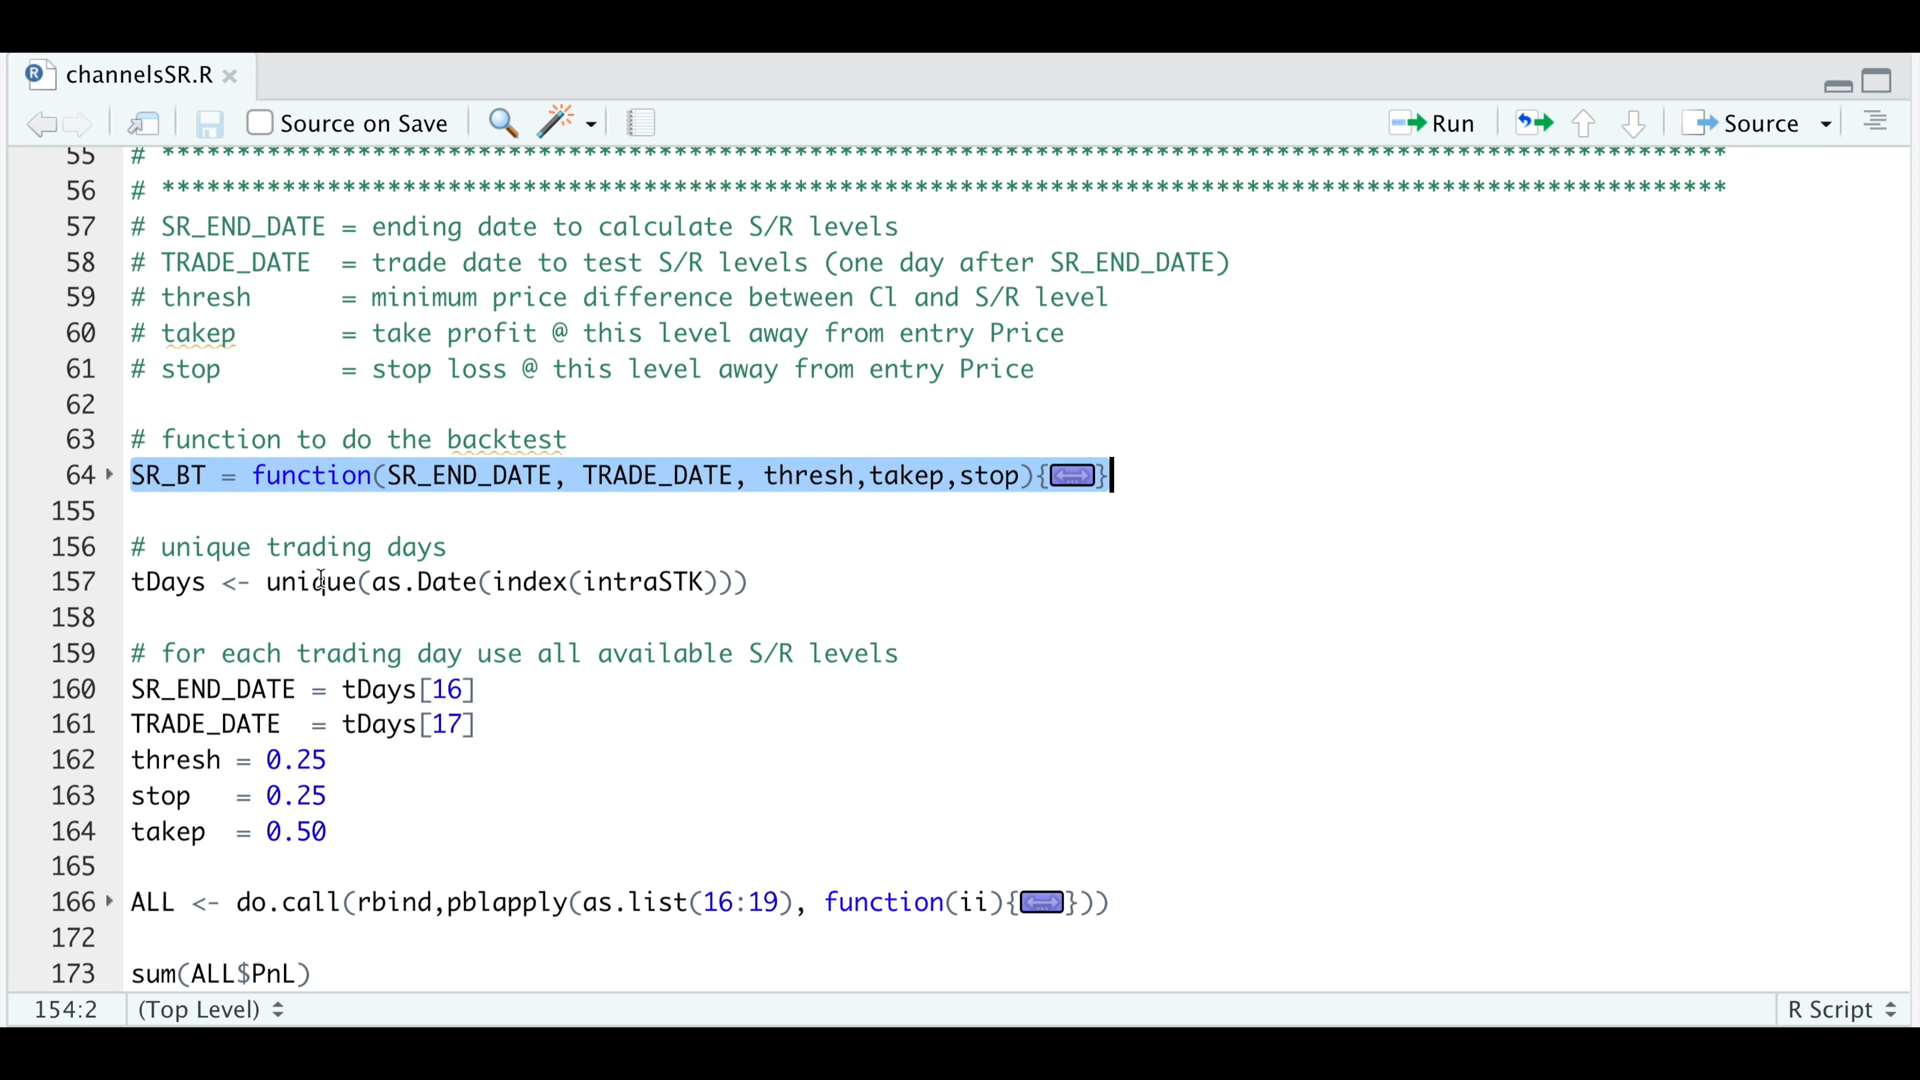 channelsSR.R
Source on Save
Run
Source
55 # ********************************************************************************************************
56 # ********************************************************************************************************
57 # SR_END_DATE = ending date to calculate S/R levels
58 # TRADE_DATE  = trade date to test S/R levels (one day after SR_END_DATE)
59 # thresh      = minimum price difference between Cl and S/R level
60 # takep       = take profit @ this level away from entry Price
61 # stop        = stop loss @ this level away from entry Price
62
63 # function to do the backtest
64 SR_BT = function(SR_END_DATE, TRADE_DATE, thresh,takep,stop){}
155
156 # unique trading days
157 tDays <- unique(as.Date(index(intraSTK)))
158
159 # for each trading day use all available S/R levels
160 SR_END_DATE = tDays[16]
161 TRADE_DATE  = tDays[17]
162 thresh = 0.25
163 stop   = 0.25
164 takep  = 0.50
165
166 ALL <- do.call(rbind,pblapply(as.list(16:19), function(ii){}))
172
173 sum(ALL$PnL)
154:2
(Top Level)
R Script